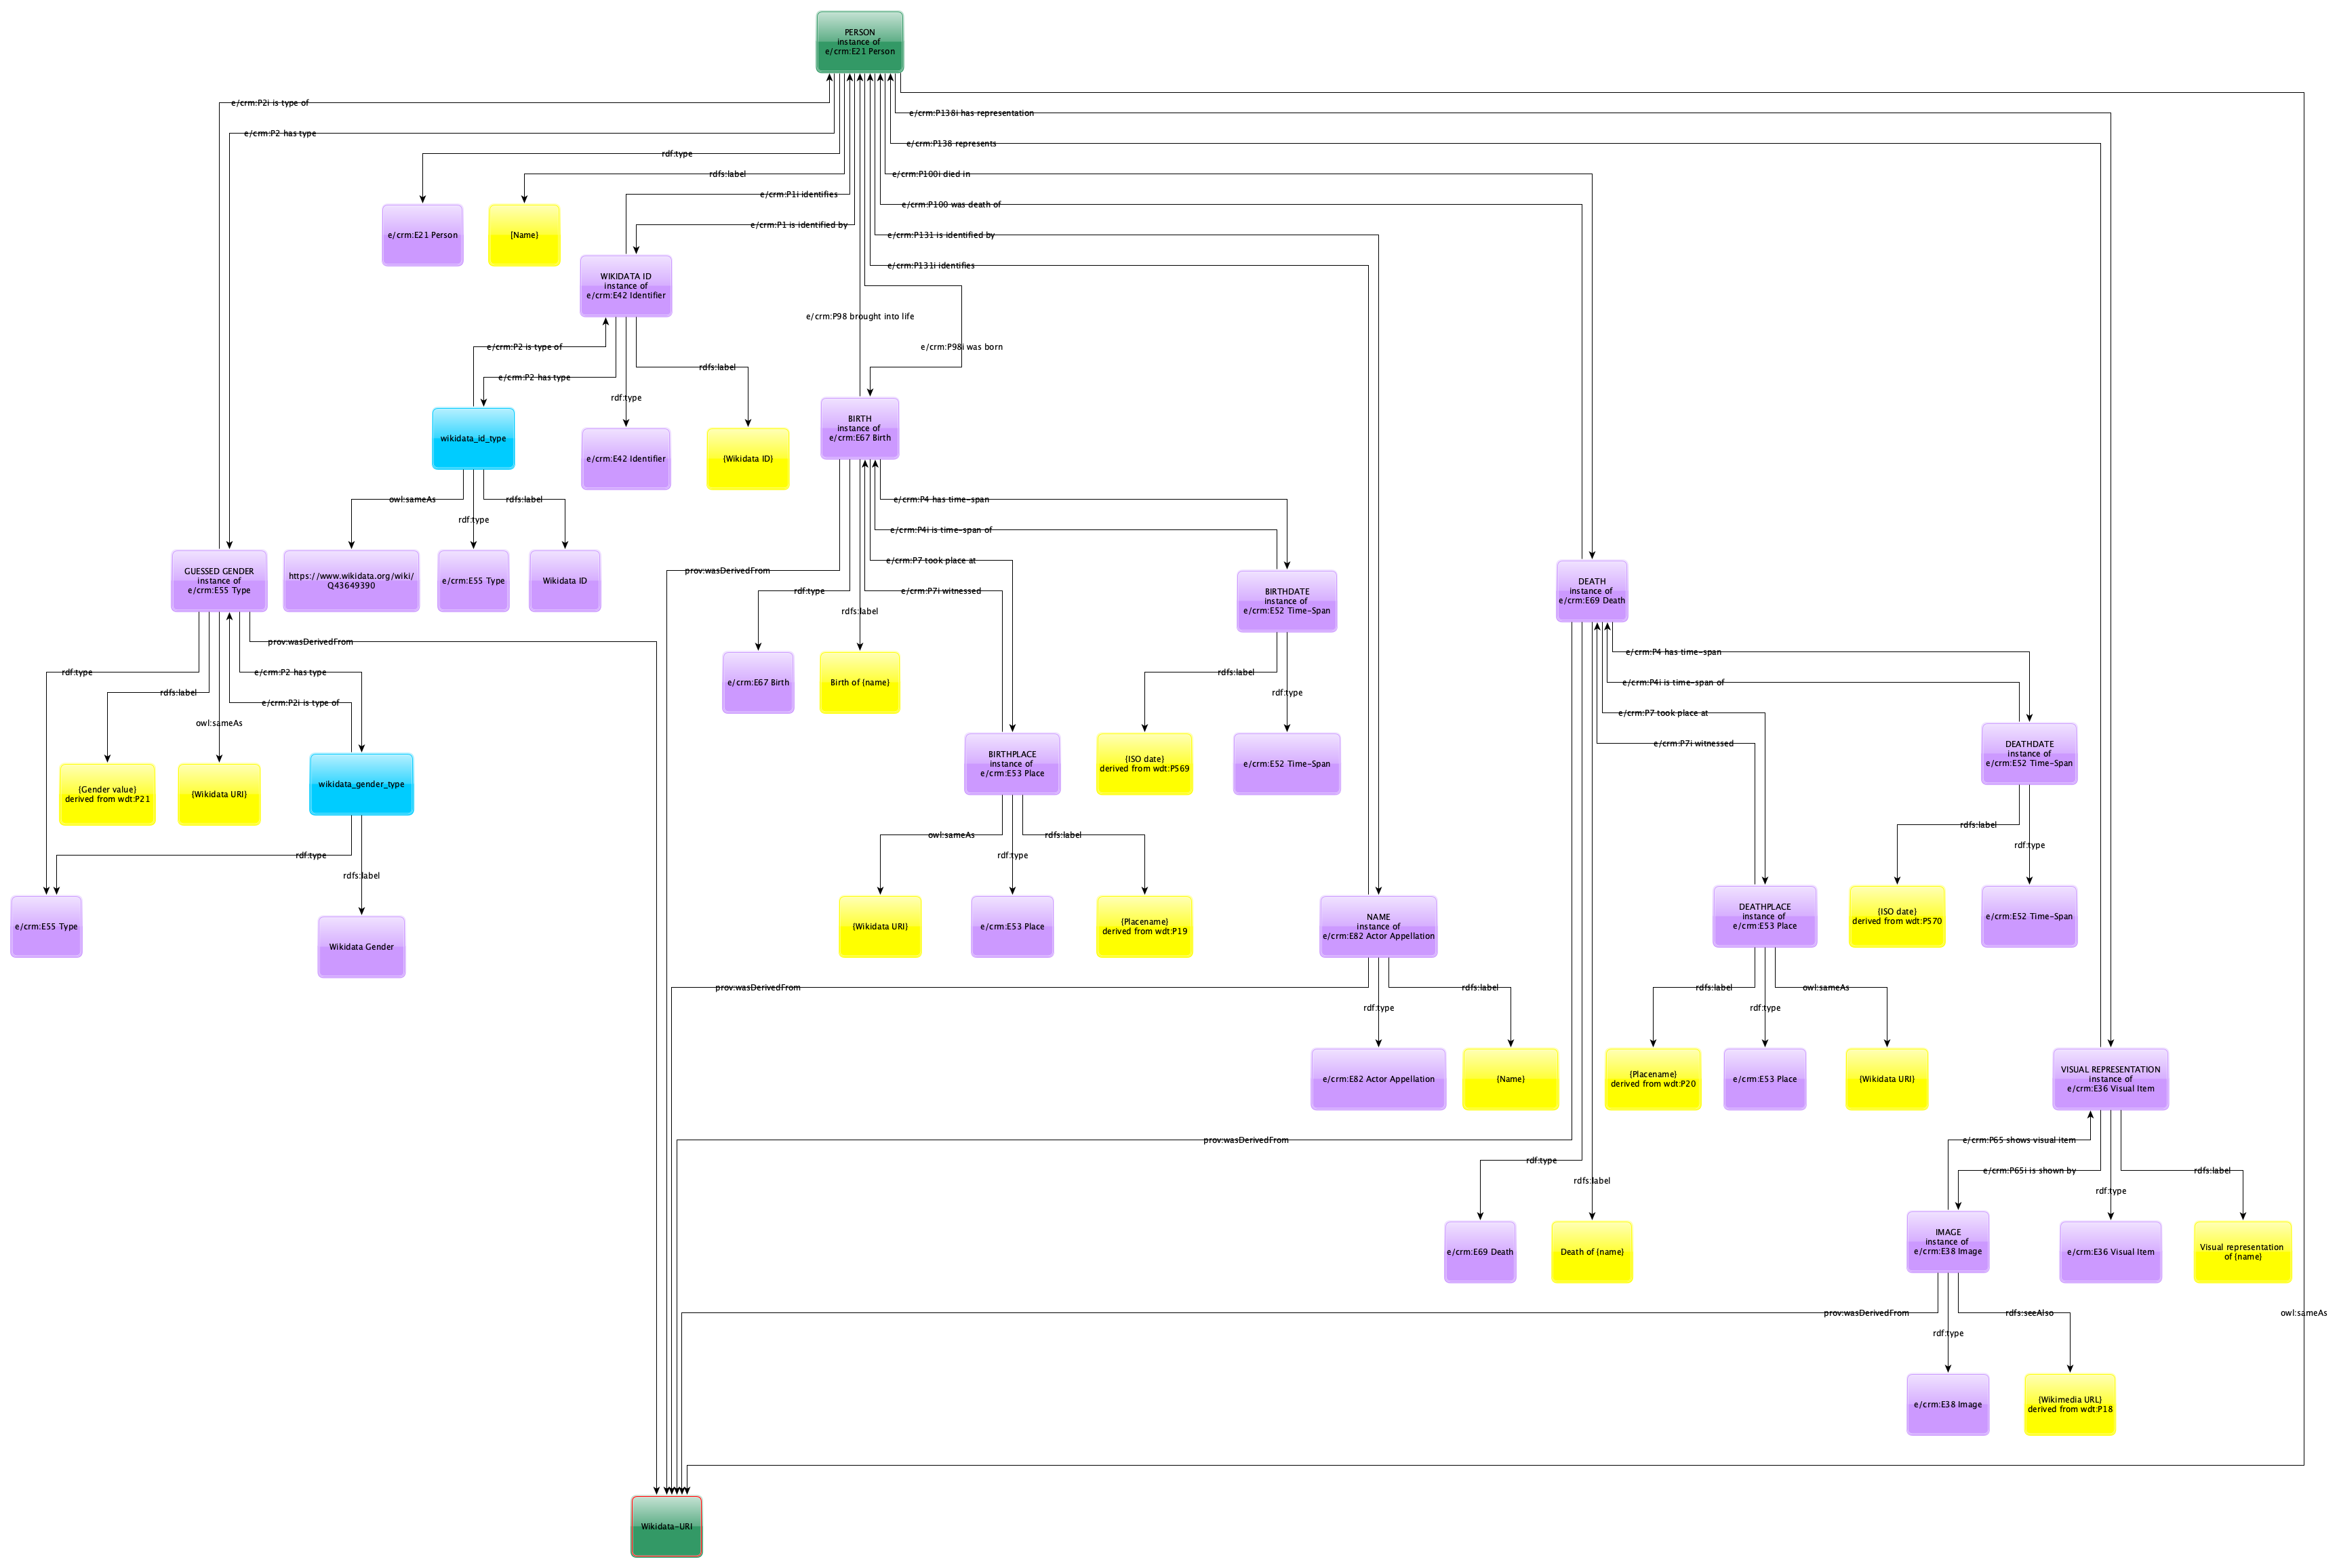 PERSON
instance of
e/crm:E21 Person
e/crm:P2i is type of
e/crm:P138i has representation
e/crm:P2 has type
e/crm:P138 represents
rdf:type
rdfs:label
e/crm:P100i died in
e/crm:P1i identifies
e/crm:P100 was death of
e/crm:P1 is identified by
e/crm:P131 is identified by
e/crm:E21 Person
{Name}
e/crm:P131i identifies
WIKIDATA ID
instance of
e/crm:E42 Identifier
e/crm:P98 brought into life
e/crm:P2 is type of
e/crm:P98i was born
rdfs:label
e/crm:P2 has type
rdf:type
BIRTH
instance of
e/crm:E67 Birth
wikidata_id_type
e/crm:E42 Identifier
{Wikidata ID}
owl:sameAs
rdfs:label
rdf:type
e/crm:P4 has time-span
e/crm:P4i is time-span of
e/crm:P7 took place at
prov:wasDerivedFrom
GUESSED GENDER
instance of
e/crm:E55 Type
https://www.wikidata.org/wiki/
Q43649390
e/crm:E55 Type
Wikidata ID
rdf:type
e/crm:P7i witnessed
rdfs:label
BIRTHDATE
instance of
e/crm:E52 Time-Span
DEATH
instance of
e/crm:E69 Death
prov:wasDerivedFrom
rdf:type
e/crm:P2 has type
rdfs:label
e/crm:P2i is type of
owl:sameAs
e/crm:E67 Birth
Birth of {name}
rdfs:label
rdf:type
e/crm:P4 has time-span
e/crm:P4i is time-span of
e/crm:P7 took place at
e/crm:P7i witnessed
{Gender value}
derived from wdt:P21
{Wikidata URI}
wikidata_gender_type
BIRTHPLACE
instance of
e/crm:E53 Place
{ISO date}
derived from wdt:P569
e/crm:E52 Time-Span
DEATHDATE
instance of
e/crm:E52 Time-Span
rdf:type
rdfs:label
owl:sameAs
rdfs:label
rdf:type
rdfs:label
rdf:type
e/crm:E55 Type
Wikidata Gender
{Wikidata URI}
e/crm:E53 Place
{Placename}
derived from wdt:P19
NAME
instance of
e/crm:E82 Actor Appellation
DEATHPLACE
instance of
e/crm:E53 Place
{ISO date}
derived from wdt:P570
e/crm:E52 Time-Span
prov:wasDerivedFrom
rdfs:label
rdf:type
rdfs:label
owl:sameAs
rdf:type
e/crm:E82 Actor Appellation
{Name}
{Placename}
derived from wdt:P20
e/crm:E53 Place
{Wikidata URI}
VISUAL REPRESENTATION
instance of
e/crm:E36 Visual Item
prov:wasDerivedFrom
e/crm:P65 shows visual item
rdf:type
e/crm:P65i is shown by
rdfs:label
rdfs:label
rdf:type
e/crm:E69 Death
Death of {name}
IMAGE
instance of
e/crm:E38 Image
e/crm:E36 Visual Item
Visual representation
of {name}
prov:wasDerivedFrom
rdfs:seeAlso
owl:sameAs
rdf:type
e/crm:E38 Image
{Wikimedia URL}
derived from wdt:P18
Wikidata-URI